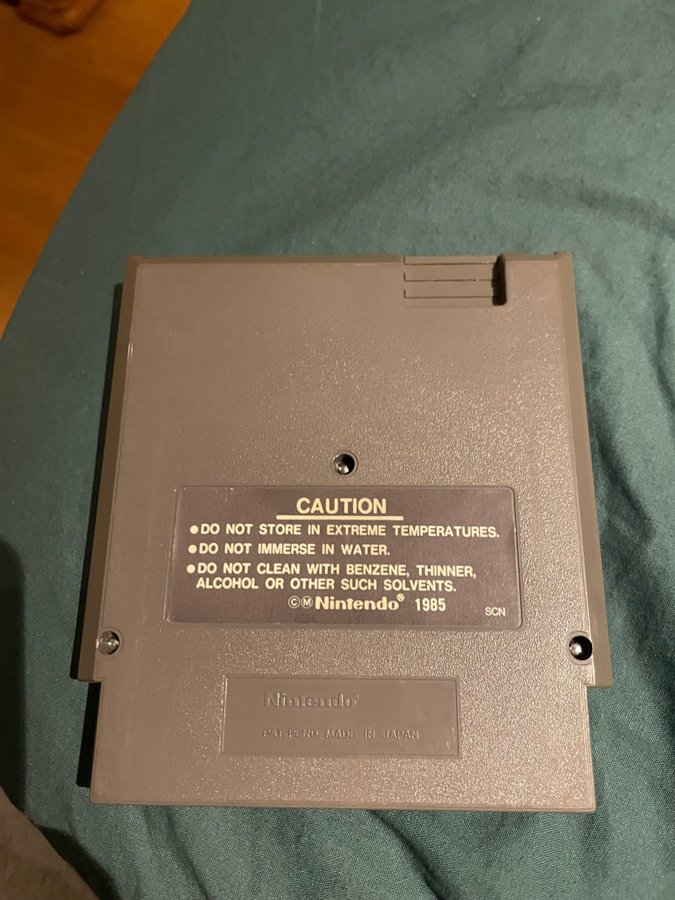 CAUTION
●DO NOT STORE IN EXTREME TEMPERATURES.
●DO NOT IMMERSE IN WATER.
●DO NOT CLEAN WITH BENZENE, THINNER,
ALCOHOL OR OTHER SUCH SOLVENTS.
©Ⓜ Nintendo® 1985
SCN
Nintendo®
PAT. PEND. MADE IN JAPAN